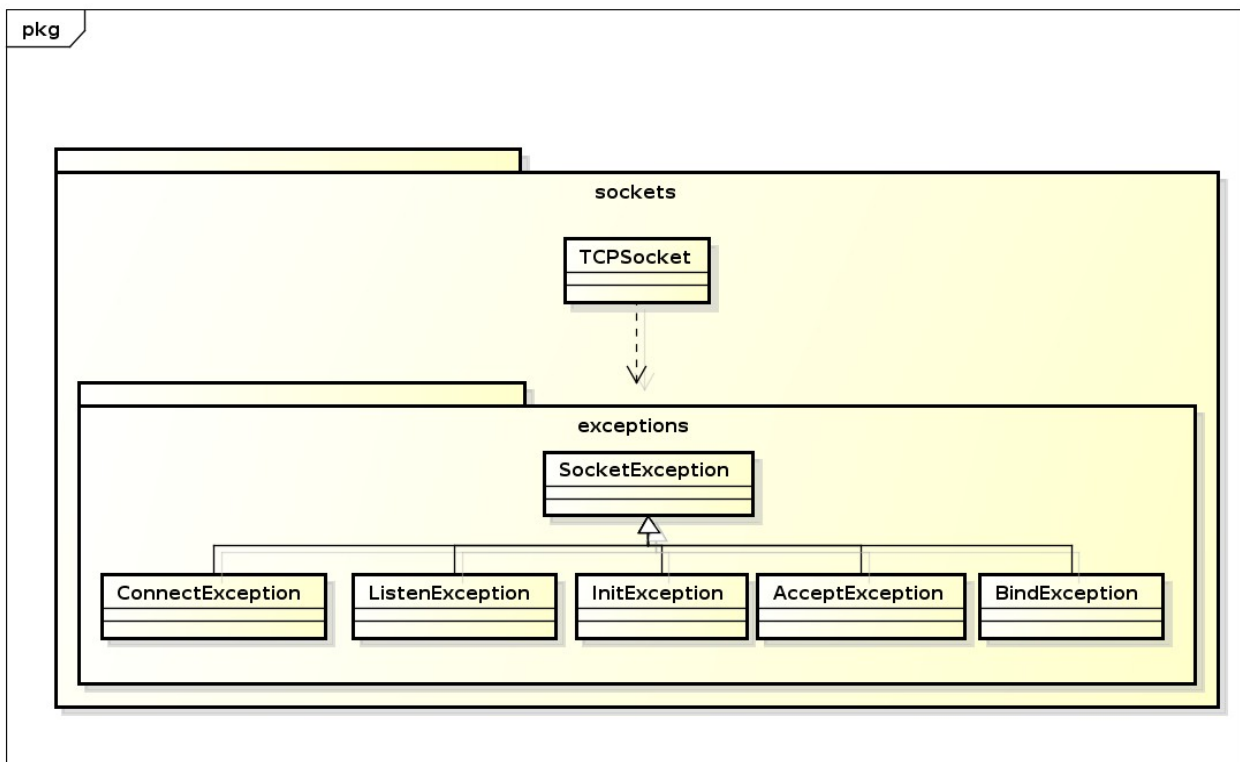 pkg
sockets
TCPSocket
exceptions
SocketException
ConnectException
ListenException
InitException
AcceptException
BindException